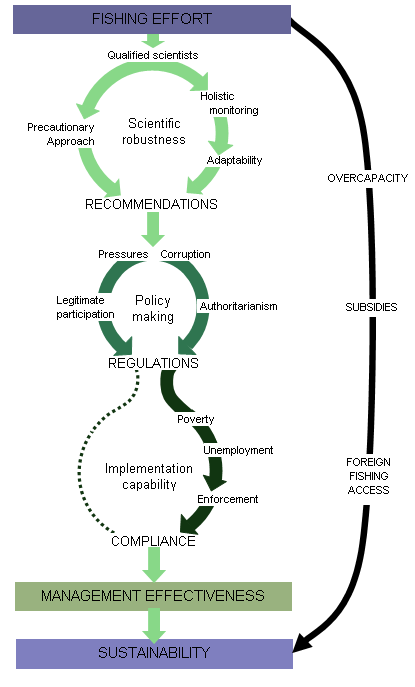 FISHING EFFORT
Qualified scientists
Holistic
monitoring
Precautionary
Approach
Scientific
robustness
Adaptability
OVERCAPACITY
RECOMMENDATIONS
Pressures
Corruption
Legitimate
participation
Policy
making
Authoritarianism
SUBSIDIES
REGULATIONS
Poverty
Unemployment
Implementation
capability
Enforcement
FOREIGN
FISHING
ACCESS
COMPLIANCE
MANAGEMENT EFFECTIVENESS
SUSTAINABILITY